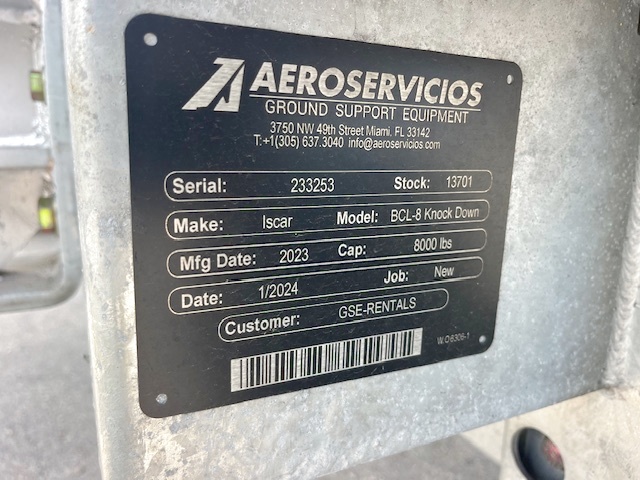 AEROSERVICIOS
GROUND SUPPORT EQUIPMENT
3750 NW 49th Street Miami, FL 33142
T:+1(305) 637.3040 info@aeroservicios.com
Serial: 233253 Stock: 13701
Make: Iscar Model: BCL-8 Knock Down
Mfg Date: 2023 Cap: 8000 lbs
Date: 1/2024 Job: New
Customer: GSE-RENTALS
W.O 6306-1